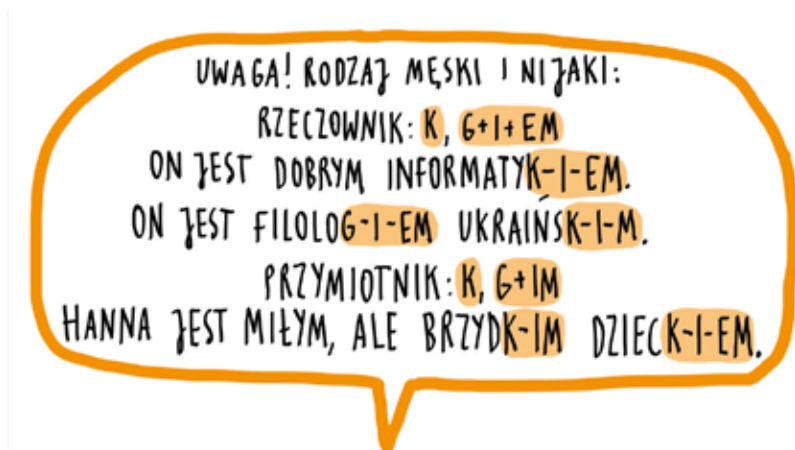 UWAGA! RODZAJ MĘSKI I NIJAKI:
RZECZOWNIK: K, G+I+EM
ON JEST DOBRYM INFORMATYK-I-EM.
ON JEST FILOLOG-I-EM UKRAIŃSK-I-M.
PRZYMIOTNIK: K, G+IM
HANNA JEST MIŁYM, ALE BRZYDK-IM DZIECK-I-EM.